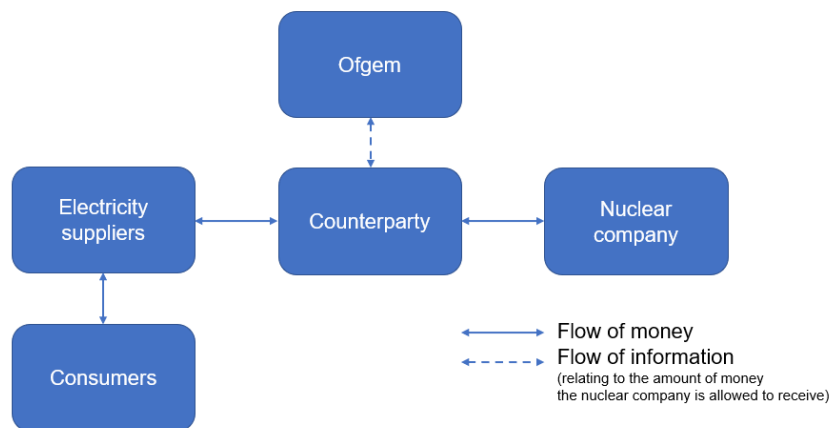 Ofgem
Electricity
suppliers
Counterparty
Nuclear
company
Consumers
Flow of money
Flow of information
(relating to the amount of money
the nuclear company is allowed to receive)